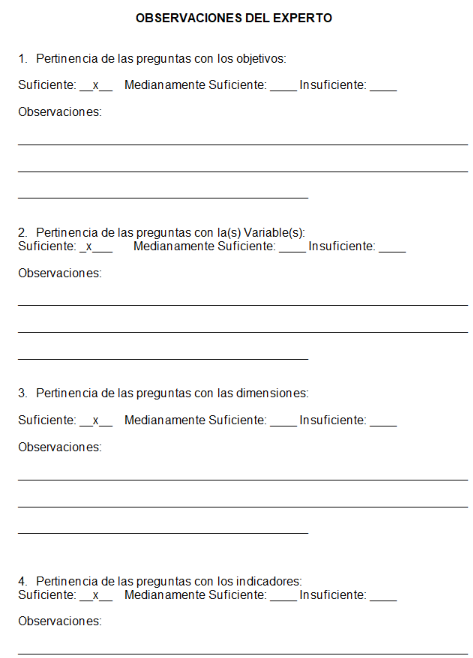 OBSERVACIONES DEL EXPERTO
1. Pertinencia de las preguntas con los objetivos:
Suficiente: __x__ Medianamente Suficiente: ____ Insuficiente: ____
Observaciones:
2. Pertinencia de las preguntas con la(s) Variable(s):
Suficiente: _x___ Medianamente Suficiente: ____ Insuficiente: ____
Observaciones:
3. Pertinencia de las preguntas con las dimensiones:
Suficiente: __x__ Medianamente Suficiente: ____ Insuficiente: ____
Observaciones:
4. Pertinencia de las preguntas con los indicadores:
Suficiente: __x__ Medianamente Suficiente: ____ Insuficiente: ____
Observaciones: